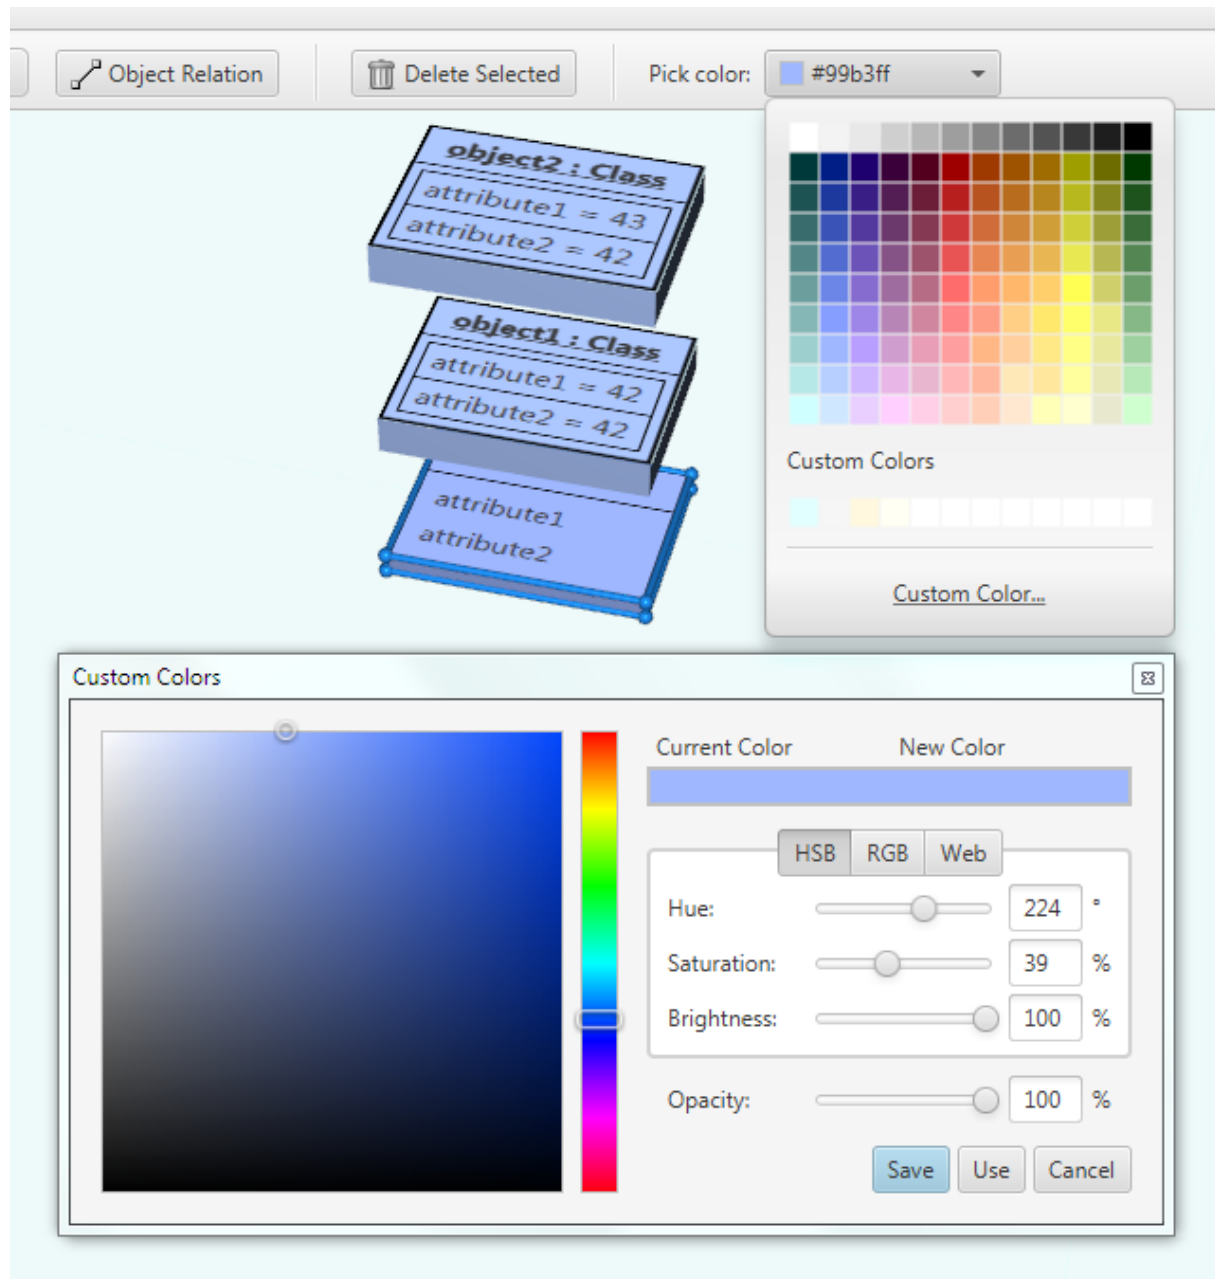 Object Relation
Delete Selected
Pick color:
#99b3ff
object2 : Class
attribute1 = 43
attribute2 = 42
object1 : Class
attribute1 = 42
attribute2 = 42
attribute1
attribute2
Custom Colors
Custom Color...
Custom Colors
Current Color
New Color
HSB
RGB
Web
Hue: 224 °
Saturation: 39 %
Brightness: 100 %
Opacity: 100 %
Save
Use
Cancel